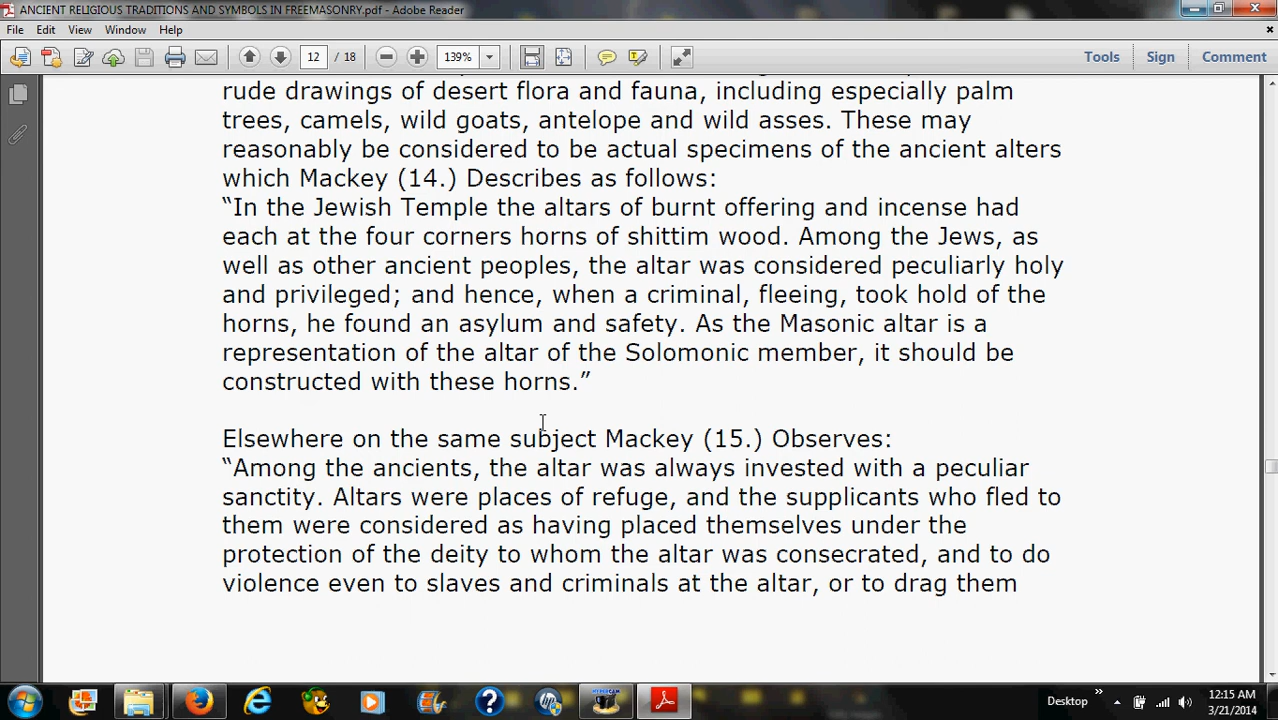 ANCIENT RELIGIOUS TRADITIONS AND SYMBOLS IN FREEMASONRY.pdf - Adobe Reader
File Edit View Window Help
12 / 18 139% Tools Sign Comment
rude drawings of desert flora and fauna, including especially palm
trees, camels, wild goats, antelope and wild asses. These may
reasonably be considered to be actual specimens of the ancient alters
which Mackey (14.) Describes as follows:
“In the Jewish Temple the altars of burnt offering and incense had
each at the four corners horns of shittim wood. Among the Jews, as
well as other ancient peoples, the altar was considered peculiarly holy
and privileged; and hence, when a criminal, fleeing, took hold of the
horns, he found an asylum and safety. As the Masonic altar is a
representation of the altar of the Solomonic member, it should be
constructed with these horns.”
Elsewhere on the same subject Mackey (15.) Observes:
“Among the ancients, the altar was always invested with a peculiar
sanctity. Altars were places of refuge, and the supplicants who fled to
them were considered as having placed themselves under the
protection of the deity to whom the altar was consecrated, and to do
violence even to slaves and criminals at the altar, or to drag them
Desktop
12:15 AM
3/21/2014